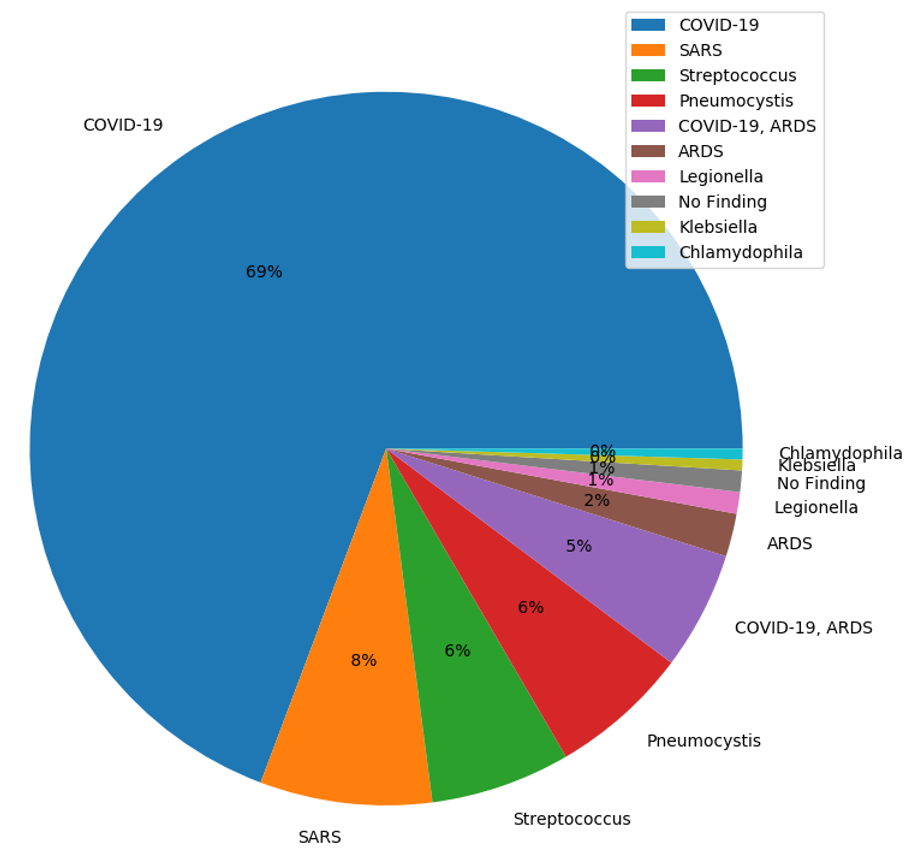 COVID-19
SARS
Streptococcus
Pneumocystis
COVID-19, ARDS
ARDS
Legionella
No Finding
Klebsiella
Chlamydophila
COVID-19
69%
0%
Chlamydophila
0%
Klebsiella
1%
No Finding
1%
Legionella
2%
ARDS
5%
COVID-19, ARDS
6%
Pneumocystis
6%
Streptococcus
8%
SARS